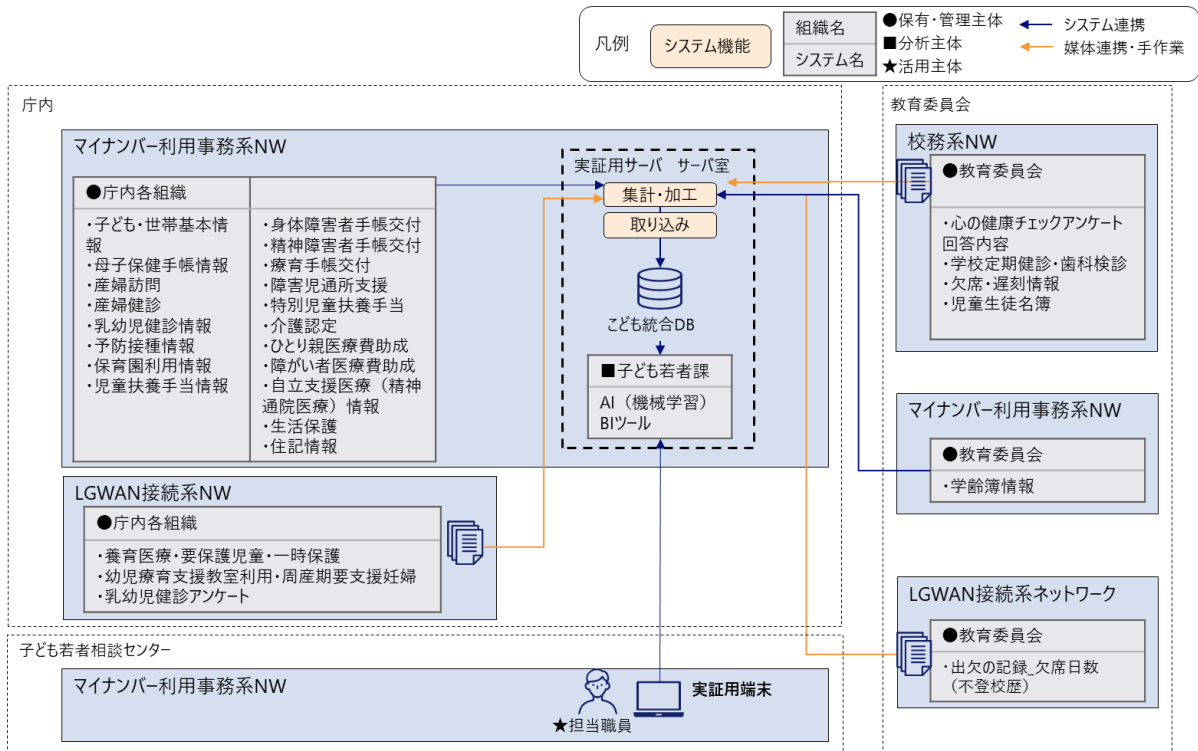 凡例
システム機能
組織名
システム名
●保有・管理主体
■分析主体
★活用主体
システム連携
媒体連携・手作業
庁内
マイナンバー利用事務系NW
●庁内各組織
・子ども・世帯基本情
報
・母子保健手帳情報
・産婦訪問
・産婦健診
・乳幼児健診情報
・予防接種情報
・保育園利用情報
・児童扶養手当情報
・身体障害者手帳交付
・精神障害者手帳交付
・療育手帳交付
・障害児通所支援
・特別児童扶養手当
・介護認定
・ひとり親医療費助成
・障がい者医療費助成
・自立支援医療（精神
通院医療）情報
・生活保護
・住記情報
実証用サーバ　サーバ室
集計・加工
取り込み
こども統合DB
■子ども若者課
AI（機械学習）
BIツール
LGWAN接続系NW
●庁内各組織
・養育医療・要保護児童・一時保護
・幼児療育支援教室利用・周産期要支援妊婦
・乳幼児健診アンケート
子ども若者相談センター
マイナンバー利用事務系NW
★担当職員
実証用端末
教育委員会
校務系NW
●教育委員会
・心の健康チェックアンケート
回答内容
・学校定期健診・歯科検診
・欠席・遅刻情報
・児童生徒名簿
マイナンバー利用事務系NW
●教育委員会
・学齢簿情報
LGWAN接続系ネットワーク
●教育委員会
・出欠の記録_欠席日数
（不登校歴）